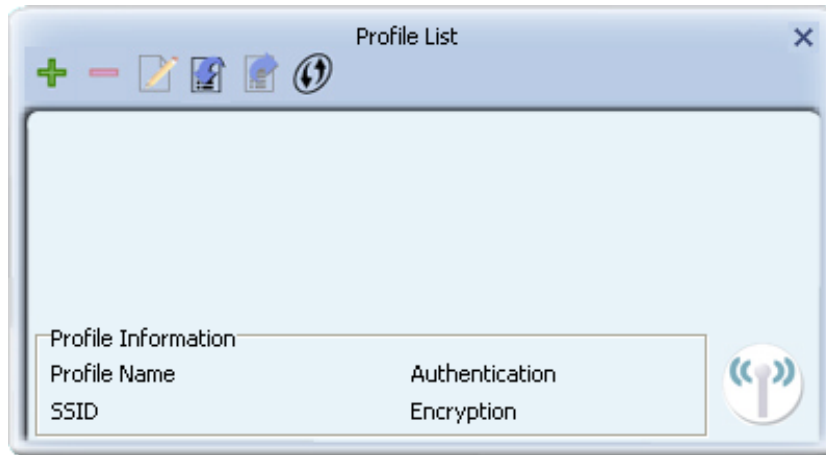 Profile List
Profile Information
Profile Name Authentication
SSID Encryption